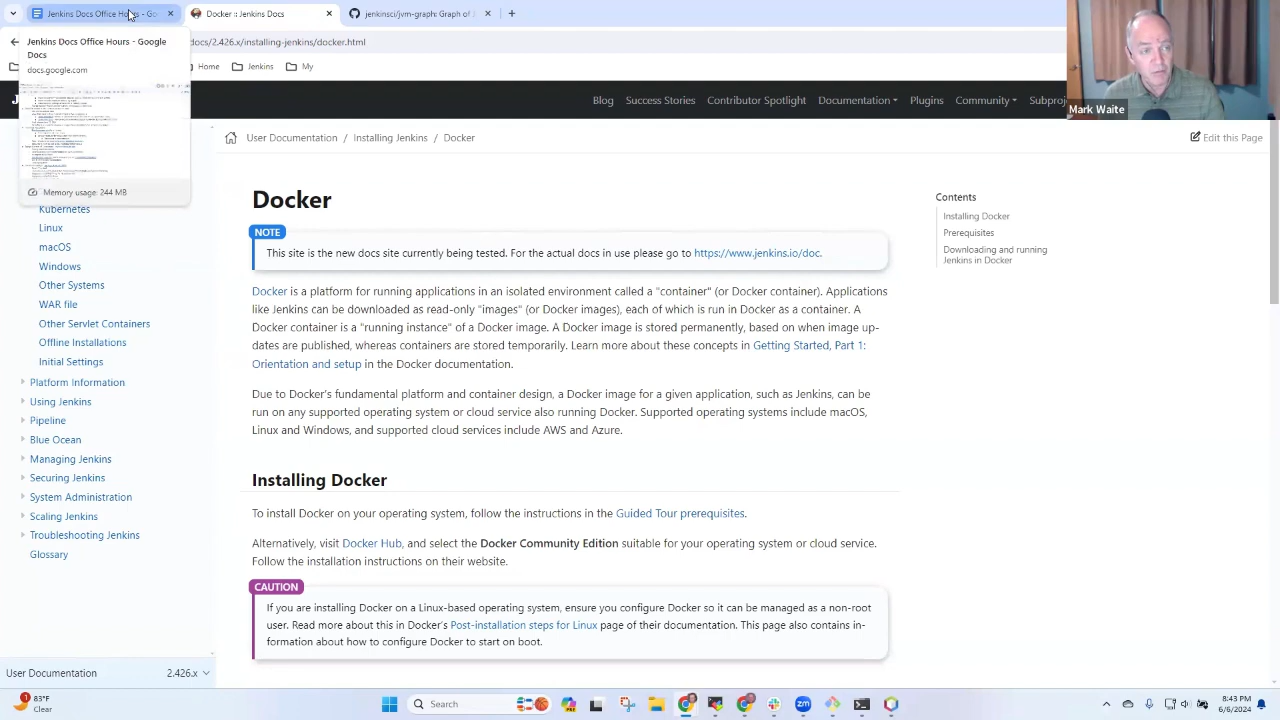 Jenkins Docs Office Hours - Go
Docker :: Jenkins Docs
jenkinsci/jvm-graph: Graph of J
Jenkins Docs Office Hours - Google
Docs
docs.google.com
Memory usage: 244 MB
docs/2.426.x/installing-jenkins/docker.html
Home
Jenkins
My
Blog
Mark Waite
Edit this Page
Kubernetes
Linux
macOS
Windows
Other Systems
WAR file
Other Servlet Containers
Offline Installations
Initial Settings
Platform Information
Using Jenkins
Pipeline
Blue Ocean
Managing Jenkins
Securing Jenkins
System Administration
Scaling Jenkins
Troubleshooting Jenkins
Glossary
User Documentation
2.426.x
Docker
NOTE
This site is the new docs site currently being tested. For the actual docs in use please go to https://www.jenkins.io/doc.
Docker is a platform for running applications in an isolated environment called a "container" (or Docker container). Applications
like Jenkins can be downloaded as read-only "images" (or Docker images), each of which is run in Docker as a container. A
Docker container is a "running instance" of a Docker image. A Docker image is stored permanently, based on when image up-
dates are published, whereas containers are stored temporarily. Learn more about these concepts in Getting Started, Part 1:
Orientation and setup in the Docker documentation.
Due to Docker's fundamental platform and container design, a Docker image for a given application, such as Jenkins, can be
run on any supported operating system or cloud service also running Docker. Supported operating systems include macOS,
Linux and Windows, and supported cloud services include AWS and Azure.
Installing Docker
To install Docker on your operating system, follow the instructions in the Guided Tour prerequisites.
Alternatively, visit Docker Hub, and select the Docker Community Edition suitable for your operating system or cloud service.
Follow the installation instructions on their website.
CAUTION
If you are installing Docker on a Linux-based operating system, ensure you configure Docker so it can be managed as a non-root
user. Read more about this in Docker's Post-installation steps for Linux page of their documentation. This page also contains in-
formation about how to configure Docker to start on boot.
Contents
Installing Docker
Prerequisites
Downloading and running
Jenkins in Docker
1
83°F
Clear
Search
8:43 PM
6/6/2024